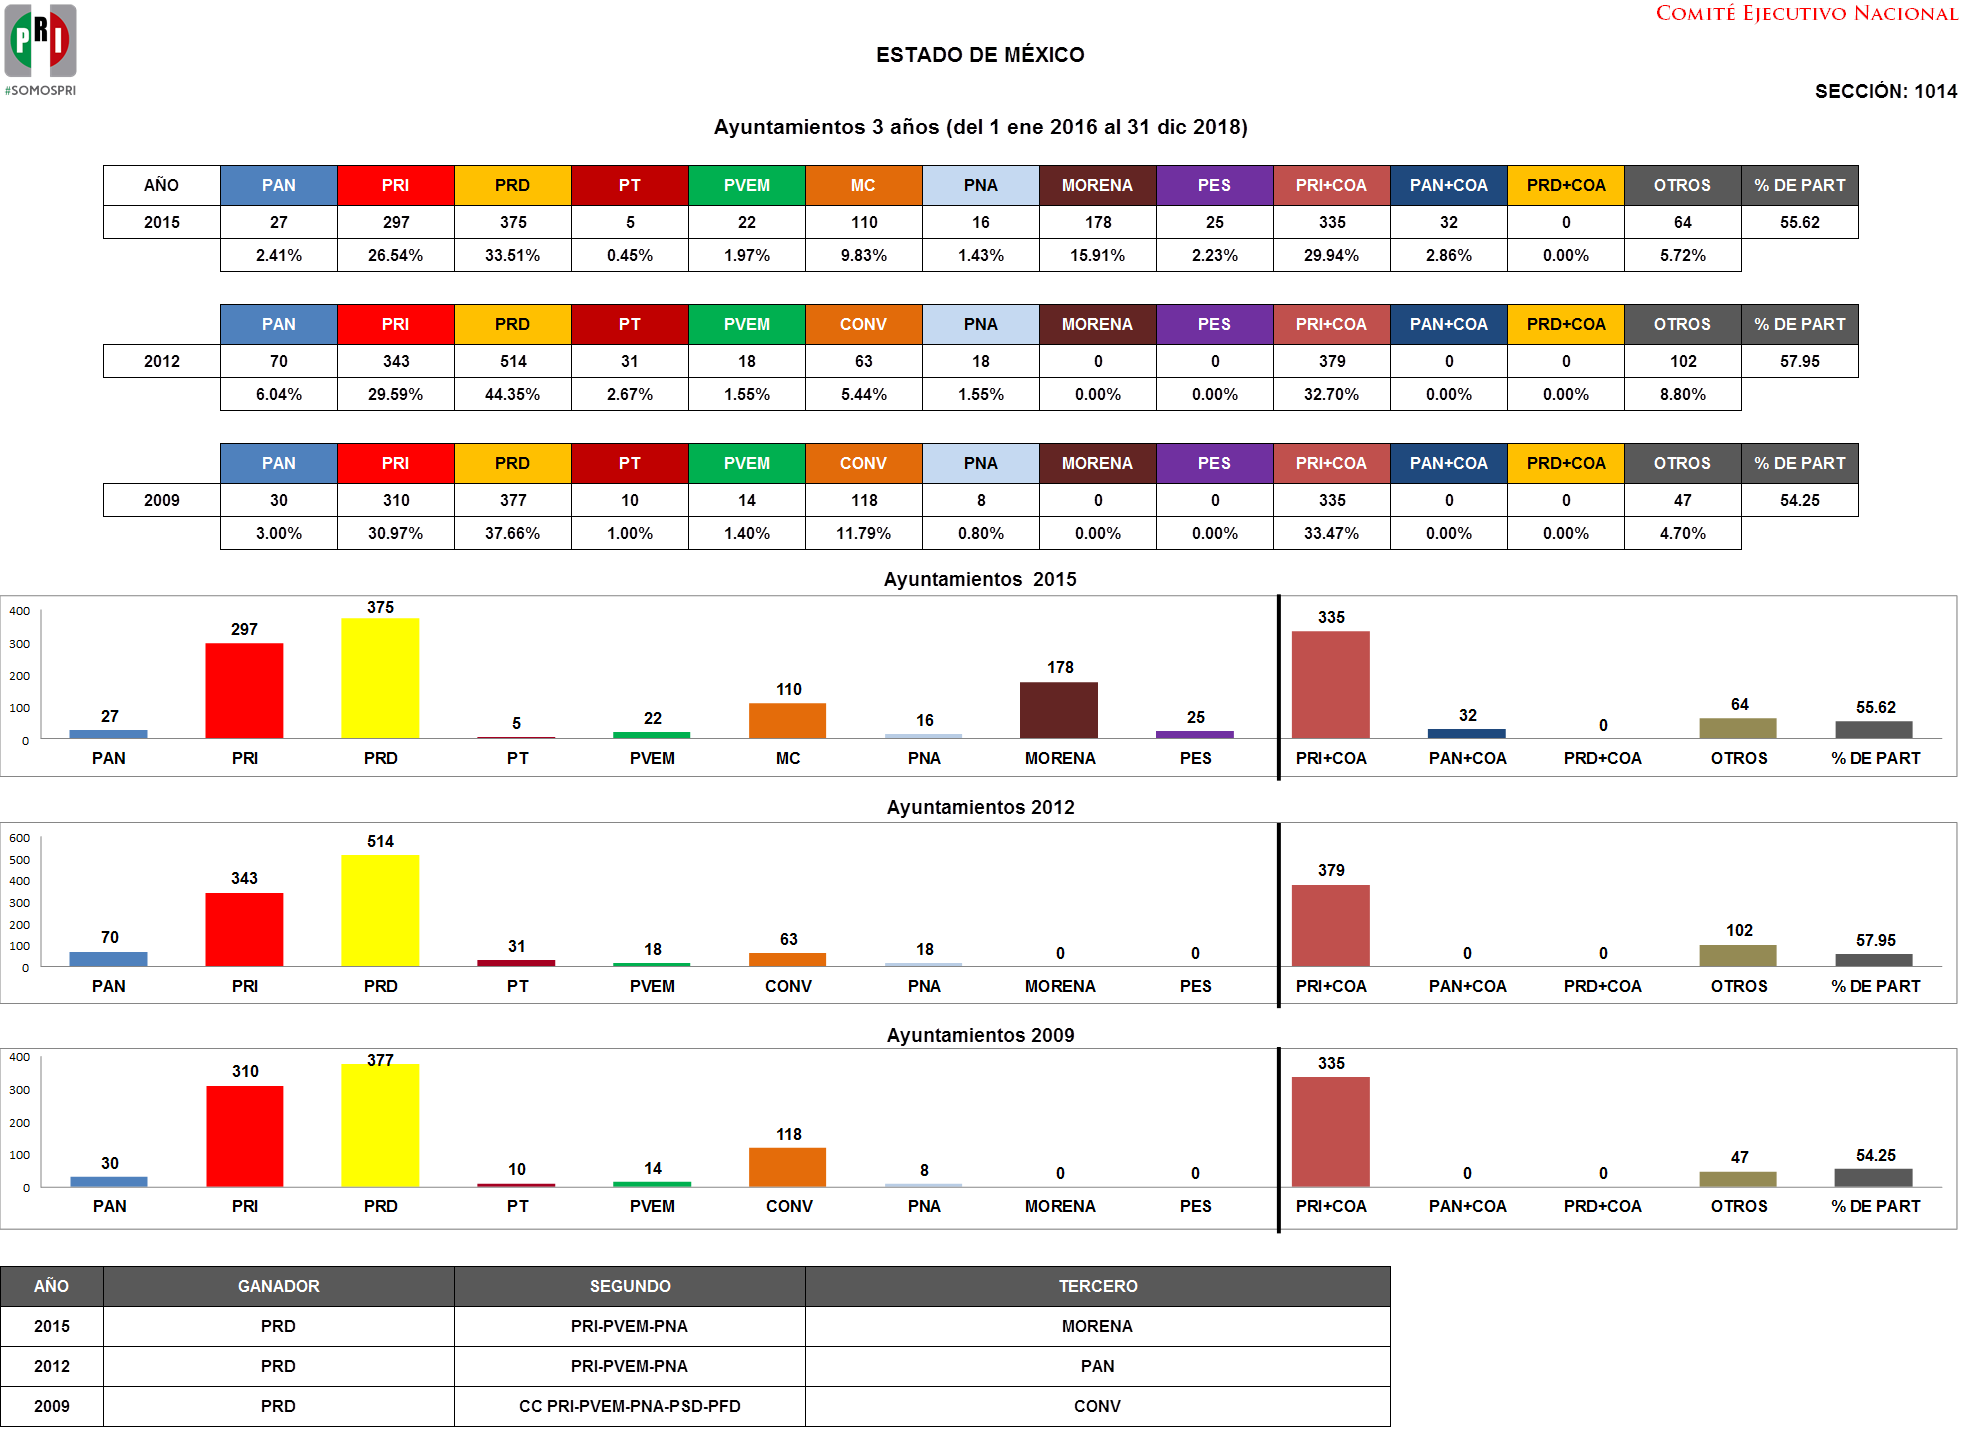 COMITÉ EJECUTIVO NACIONAL
PRI
#SOMOSPRI
ESTADO DE MÉXICO
SECCIÓN: 1014
Ayuntamientos 3 años (del 1 ene 2016 al 31 dic 2018)
AÑO PAN PRI PRD PT PVEM MC PNA MORENA PES PRI+COA PAN+COA PRD+COA OTROS % DE PART
2015 27 297 375 5 22 110 16 178 25 335 32 0 64 55.62
2.41% 26.54% 33.51% 0.45% 1.97% 9.83% 1.43% 15.91% 2.23% 29.94% 2.86% 0.00% 5.72%
PAN PRI PRD PT PVEM CONV PNA MORENA PES PRI+COA PAN+COA PRD+COA OTROS % DE PART
2012 70 343 514 31 18 63 18 0 0 379 0 0 102 57.95
6.04% 29.59% 44.35% 2.67% 1.55% 5.44% 1.55% 0.00% 0.00% 32.70% 0.00% 0.00% 8.80%
PAN PRI PRD PT PVEM CONV PNA MORENA PES PRI+COA PAN+COA PRD+COA OTROS % DE PART
2009 30 310 377 10 14 118 8 0 0 335 0 0 47 54.25
3.00% 30.97% 37.66% 1.00% 1.40% 11.79% 0.80% 0.00% 0.00% 33.47% 0.00% 0.00% 4.70%
Ayuntamientos 2015
400
300
200
100
0
27 297 375 5 22 110 16 178 25 335 32 0 64 55.62
PAN PRI PRD PT PVEM MC PNA MORENA PES PRI+COA PAN+COA PRD+COA OTROS % DE PART
Ayuntamientos 2012
600
500
400
300
200
100
0
70 343 514 31 18 63 18 0 0 379 0 0 102 57.95
PAN PRI PRD PT PVEM CONV PNA MORENA PES PRI+COA PAN+COA PRD+COA OTROS % DE PART
Ayuntamientos 2009
400
300
200
100
0
30 310 377 10 14 118 8 0 0 335 0 0 47 54.25
PAN PRI PRD PT PVEM CONV PNA MORENA PES PRI+COA PAN+COA PRD+COA OTROS % DE PART
AÑO GANADOR SEGUNDO TERCERO
2015 PRD PRI-PVEM-PNA MORENA
2012 PRD PRI-PVEM-PNA PAN
2009 PRD CC PRI-PVEM-PNA-PSD-PFD CONV